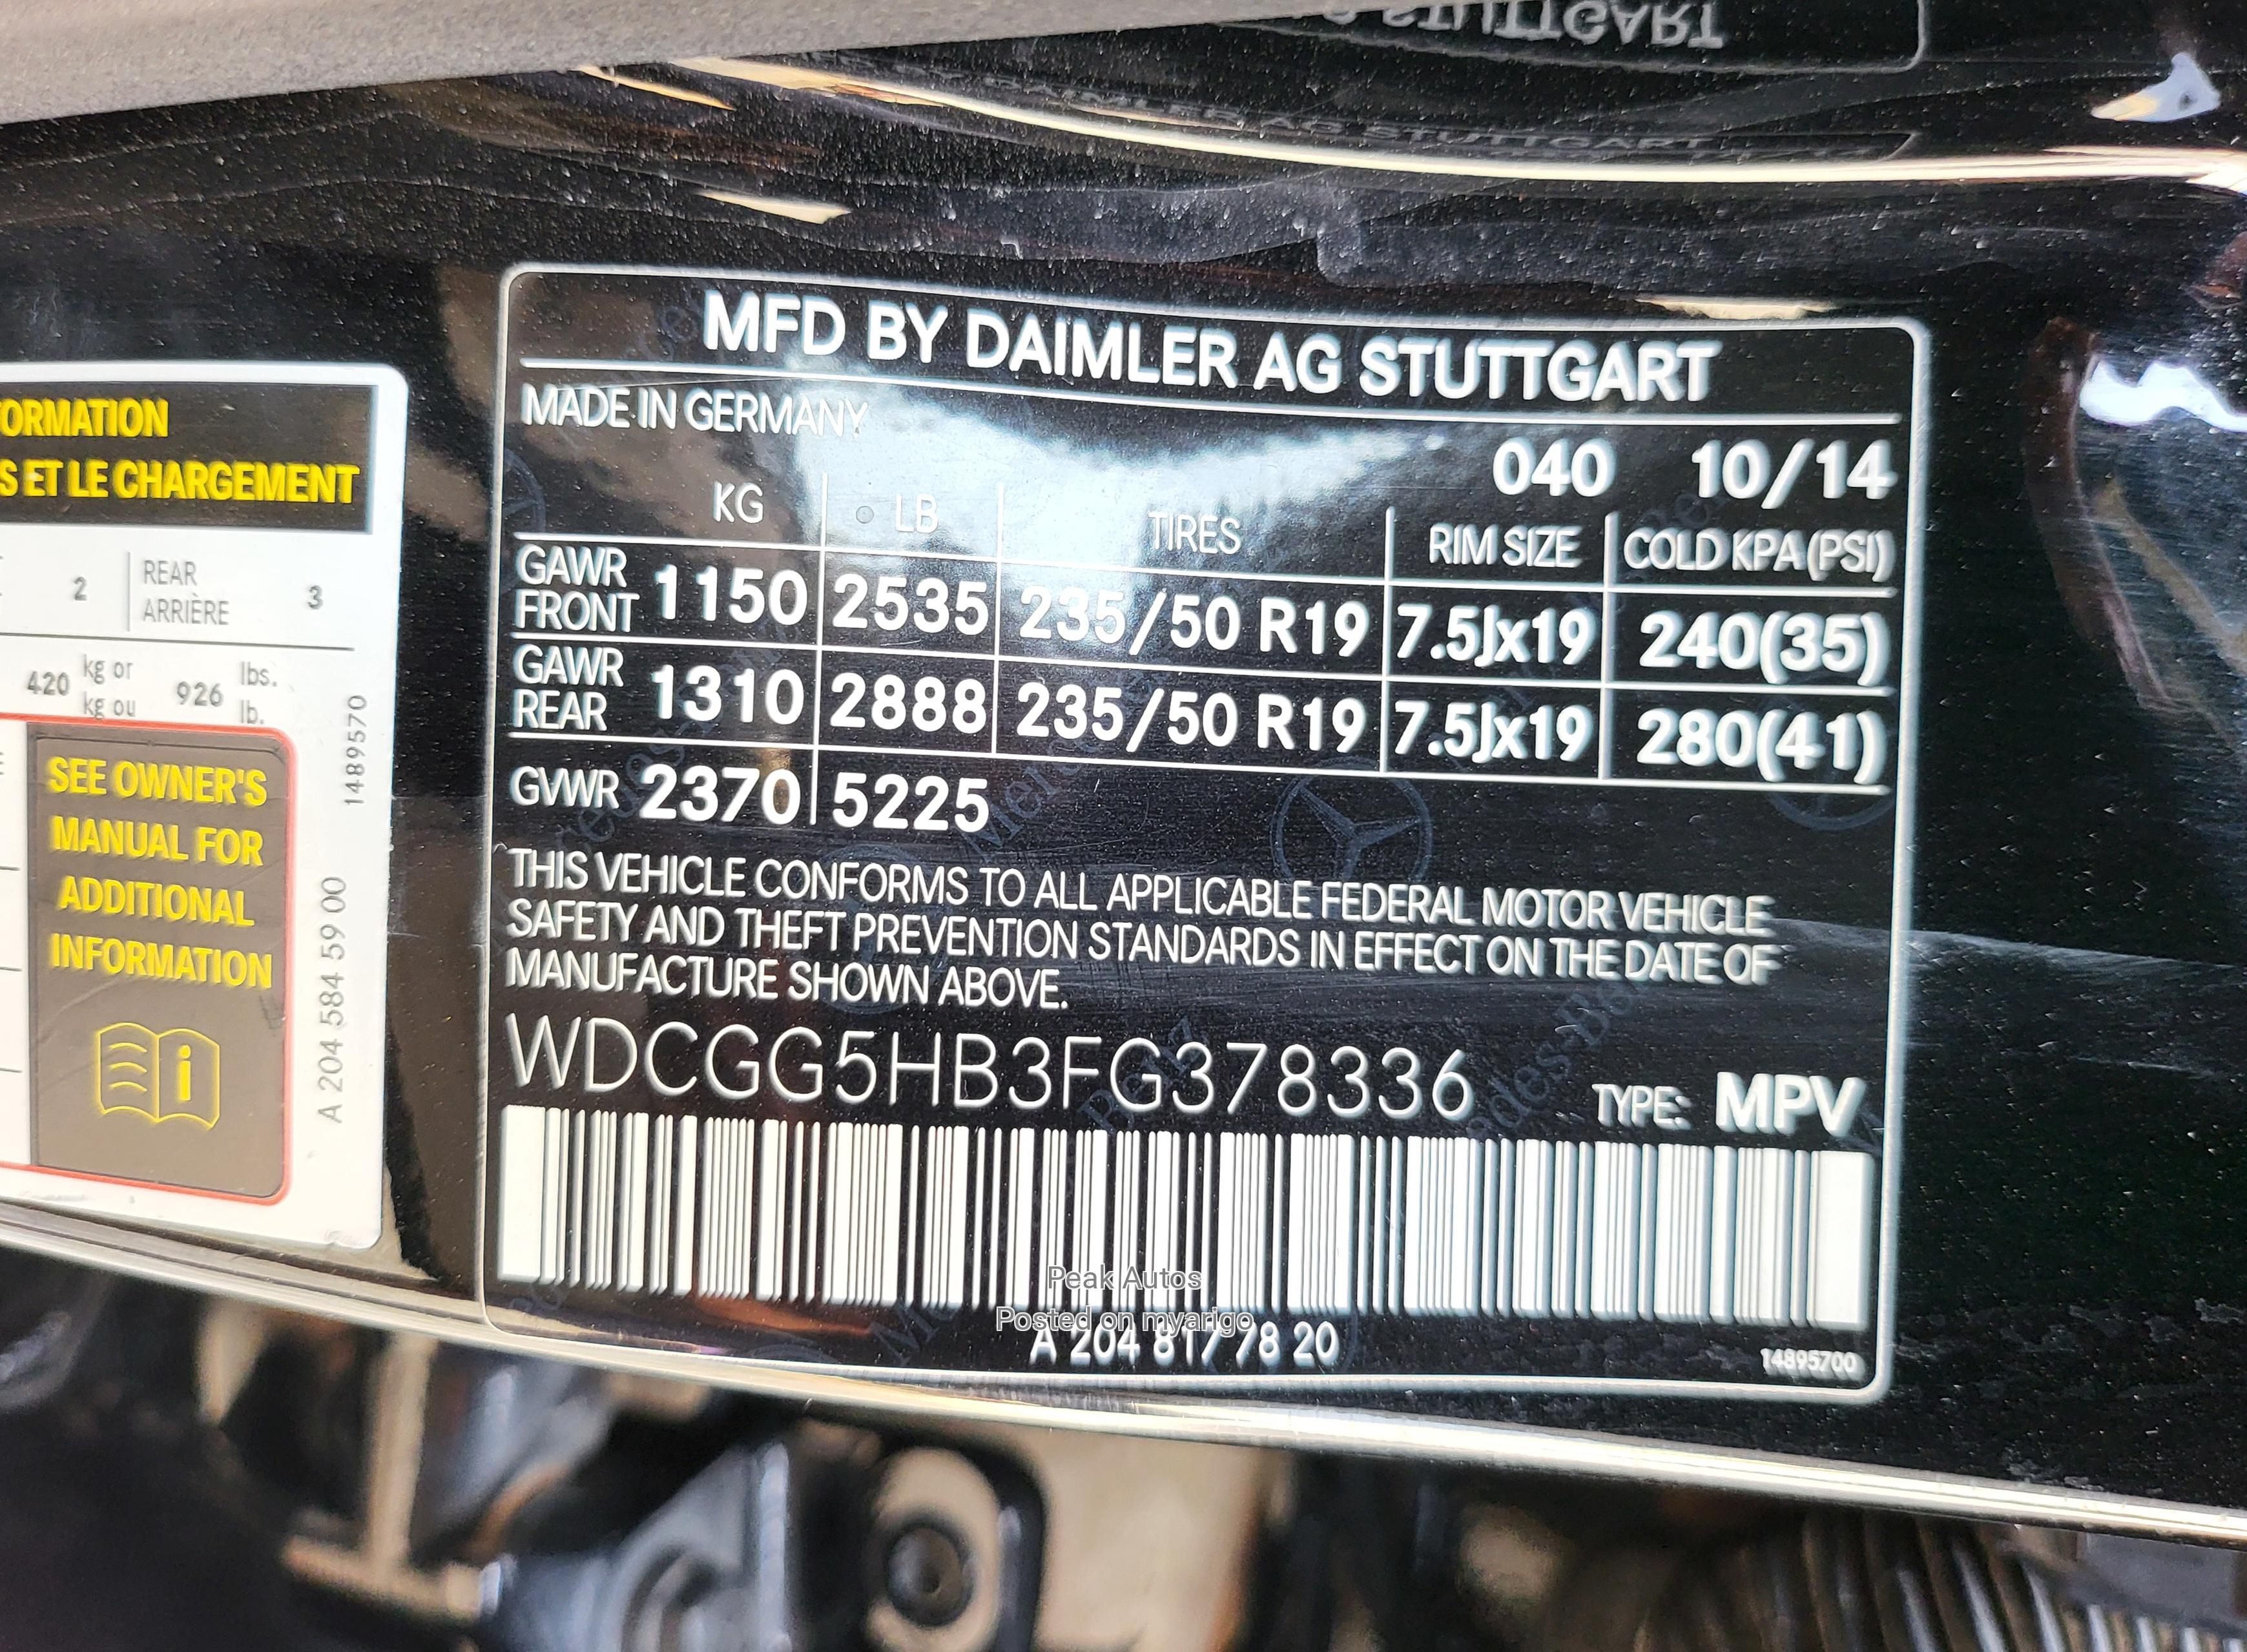 STUTTGART
DAIMLER AG STUTTGART
MFD BY DAIMLER AG STUTTGART
MADE IN GERMANY
040 10/14
KG LB TIRES RIM SIZE COLD KPA(PSI)
GAWR FRONT 1150 2535 235/50 R19 7.5Jx19 240(35)
GAWR REAR 1310 2888 235/50 R19 7.5Jx19 280(41)
GVWR 2370 5225
THIS VEHICLE CONFORMS TO ALL APPLICABLE FEDERAL MOTOR VEHICLE
SAFETY AND THEFT PREVENTION STANDARDS IN EFFECT ON THE DATE OF
MANUFACTURE SHOWN ABOVE.
WDCGG5HB3FG378336 TYPE: MPV
Peak Autos
Posted on myarigo
A 204 817 78 20
14895700
S ET LE CHARGEMENT
2 REAR 3
ARRIÈRE
420 kg or 926 lbs.
kg ou lb.
SEE OWNER'S
MANUAL FOR
ADDITIONAL
INFORMATION
i
1489570
A 204 584 59 00